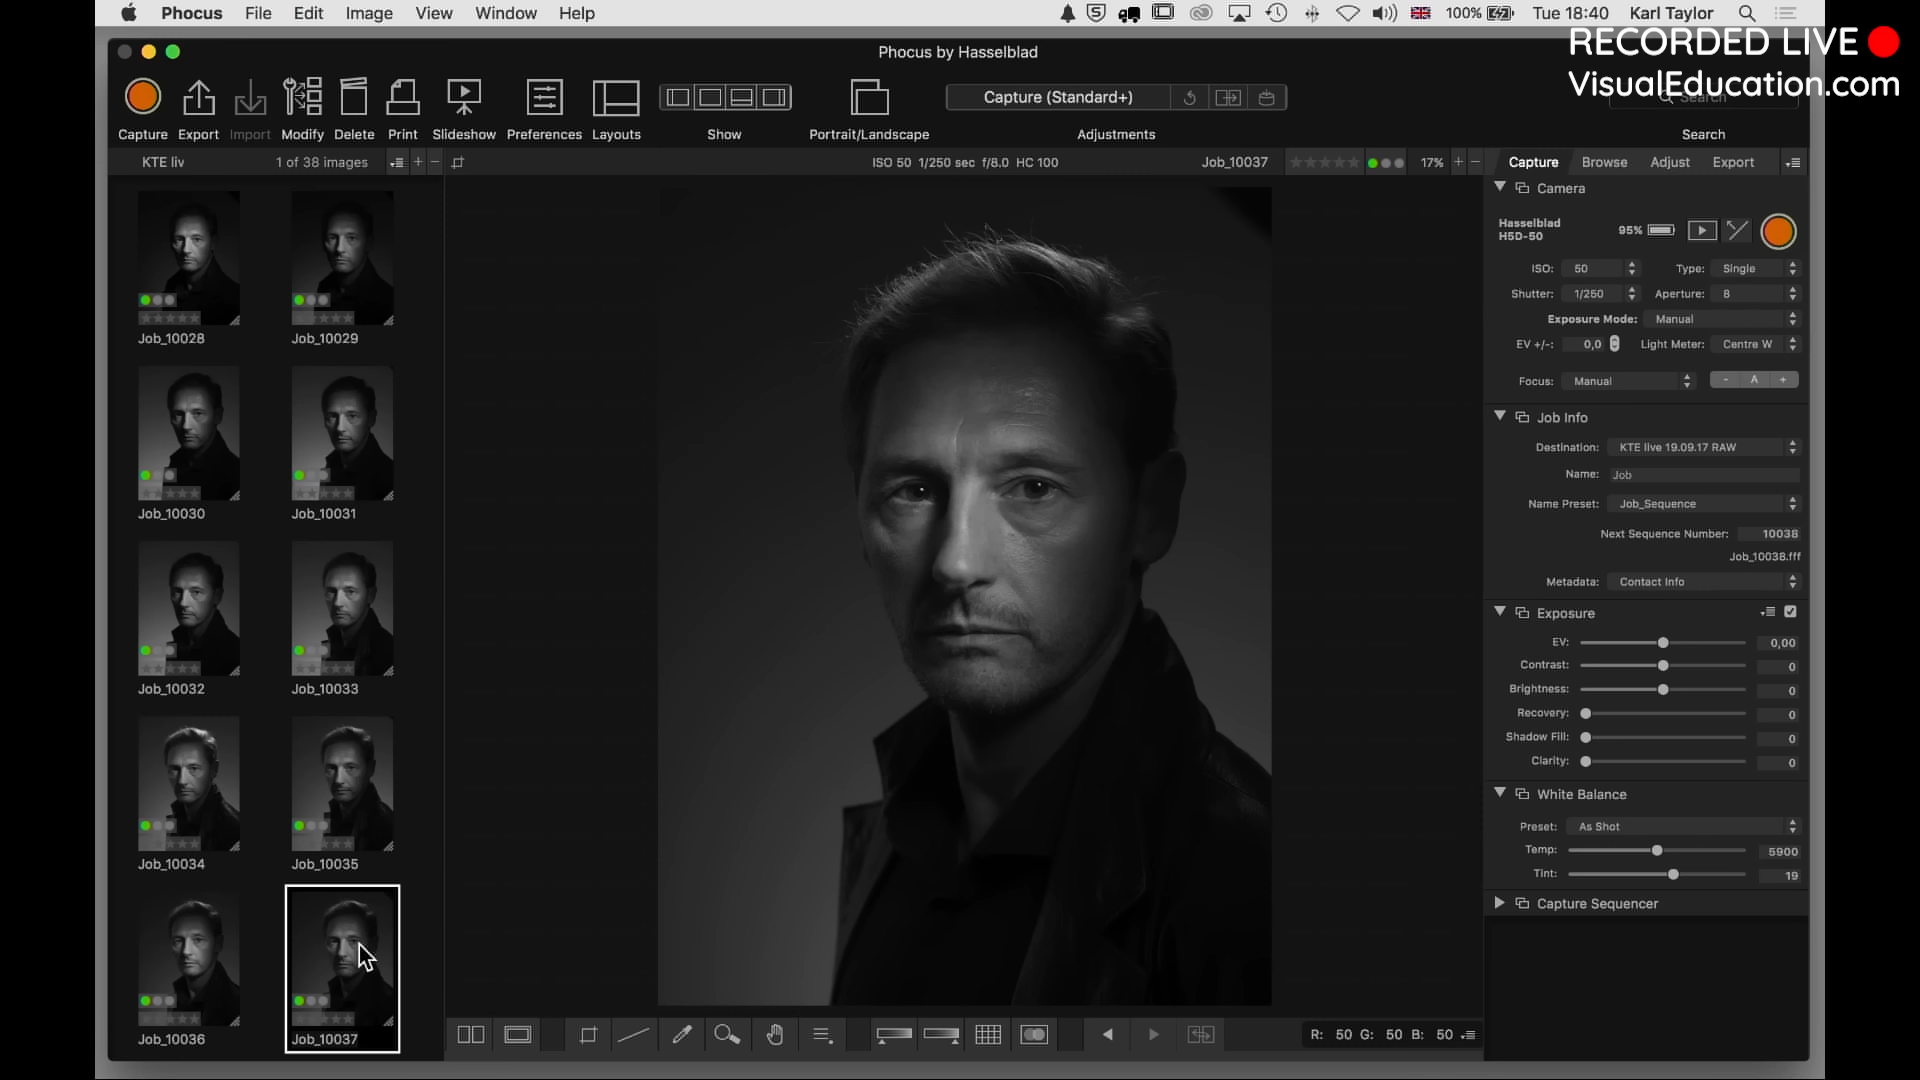 Phocus File Edit Image View Window Help
100% Tue 18:40 Karl Taylor
RECORDED LIVE
VisualEducation.com
Phocus by Hasselblad
Capture (Standard+)
Search
Capture Export Import Modify Delete Print Slideshow Preferences Layouts Show Portrait/Landscape Adjustments Search
KTE liv 1 of 38 images
ISO 50 1/250 sec f/8.0 HC 100 Job_10037 17%
Capture Browse Adjust Export
Camera
Hasselblad
H5D-50
95%
ISO: 50 Type: Single
Shutter: 1/250 Aperture: 8
Exposure Mode: Manual
EV +/-: 0,0 Light Meter: Centre W
Focus: Manual - A +
Job Info
Destination: KTE live 19.09.17 RAW
Name: Job
Name Preset: Job_Sequence
Next Sequence Number: 10038
Job_10038.fff
Metadata: Contact Info
Exposure
EV: 0,00
Contrast: 0
Brightness: 0
Recovery: 0
Shadow Fill: 0
Clarity: 0
White Balance
Preset: As Shot
Temp: 5900
Tint: 19
Capture Sequencer
Job_10028 Job_10029
Job_10030 Job_10031
Job_10032 Job_10033
Job_10034 Job_10035
Job_10036 Job_10037
R: 50 G: 50 B: 50